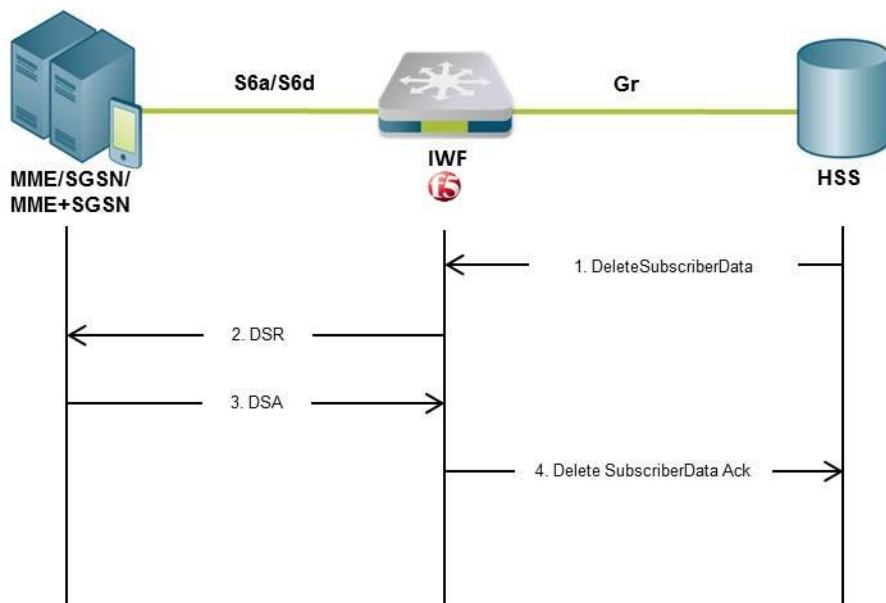 S6a/S6d
Gr
IWF
f5
MME/SGSN/
MME+SGSN
HSS
1. DeleteSubscriberData
2. DSR
3. DSA
4. Delete SubscriberData Ack